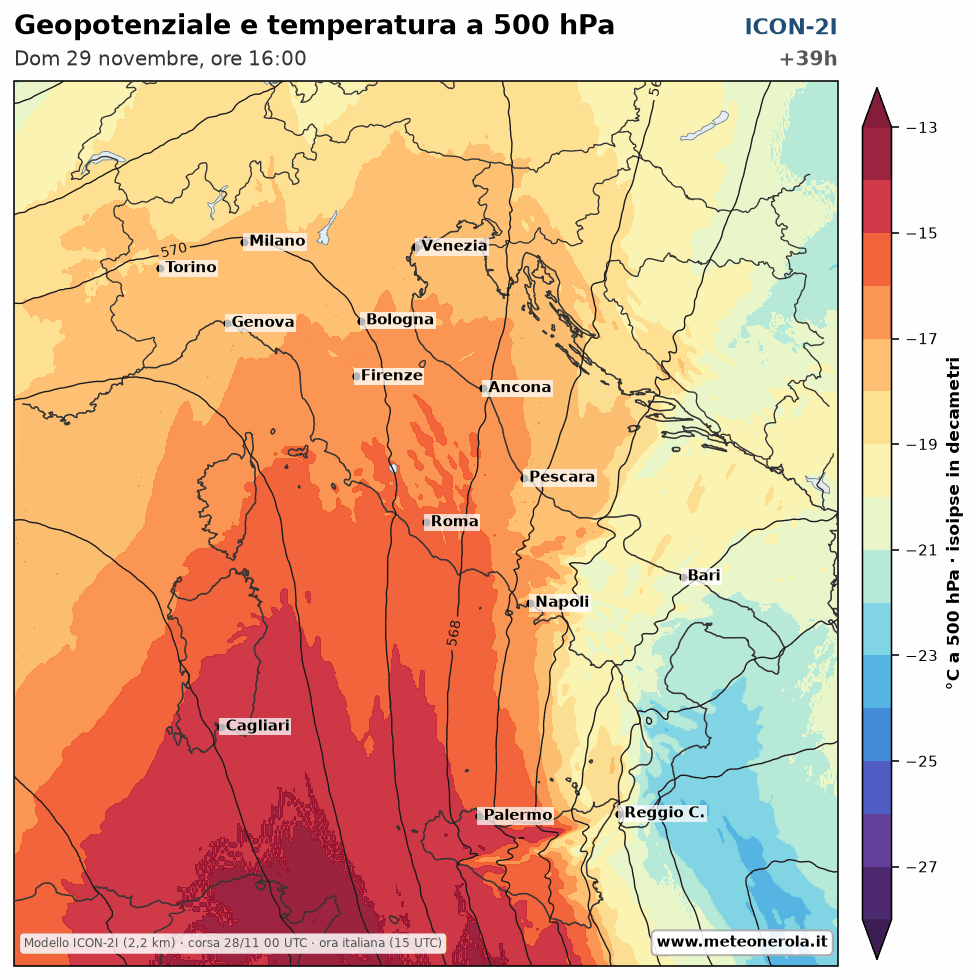 Geopotenziale e temperatura a 500 hPa
ICON-2I
Dom 29 novembre, ore 16:00
+39h
570
Milano
Torino
Venezia
Genova
Bologna
Firenze
Ancona
Pescara
Roma
Bari
Napoli
568
Cagliari
Palermo
Reggio C.
−13
−15
−17
−19
−21
−23
−25
−27
°C a 500 hPa · isoipse in decametri
Modello ICON-2I (2,2 km) · corsa 28/11 00 UTC · ora italiana (15 UTC)
www.meteonerola.it